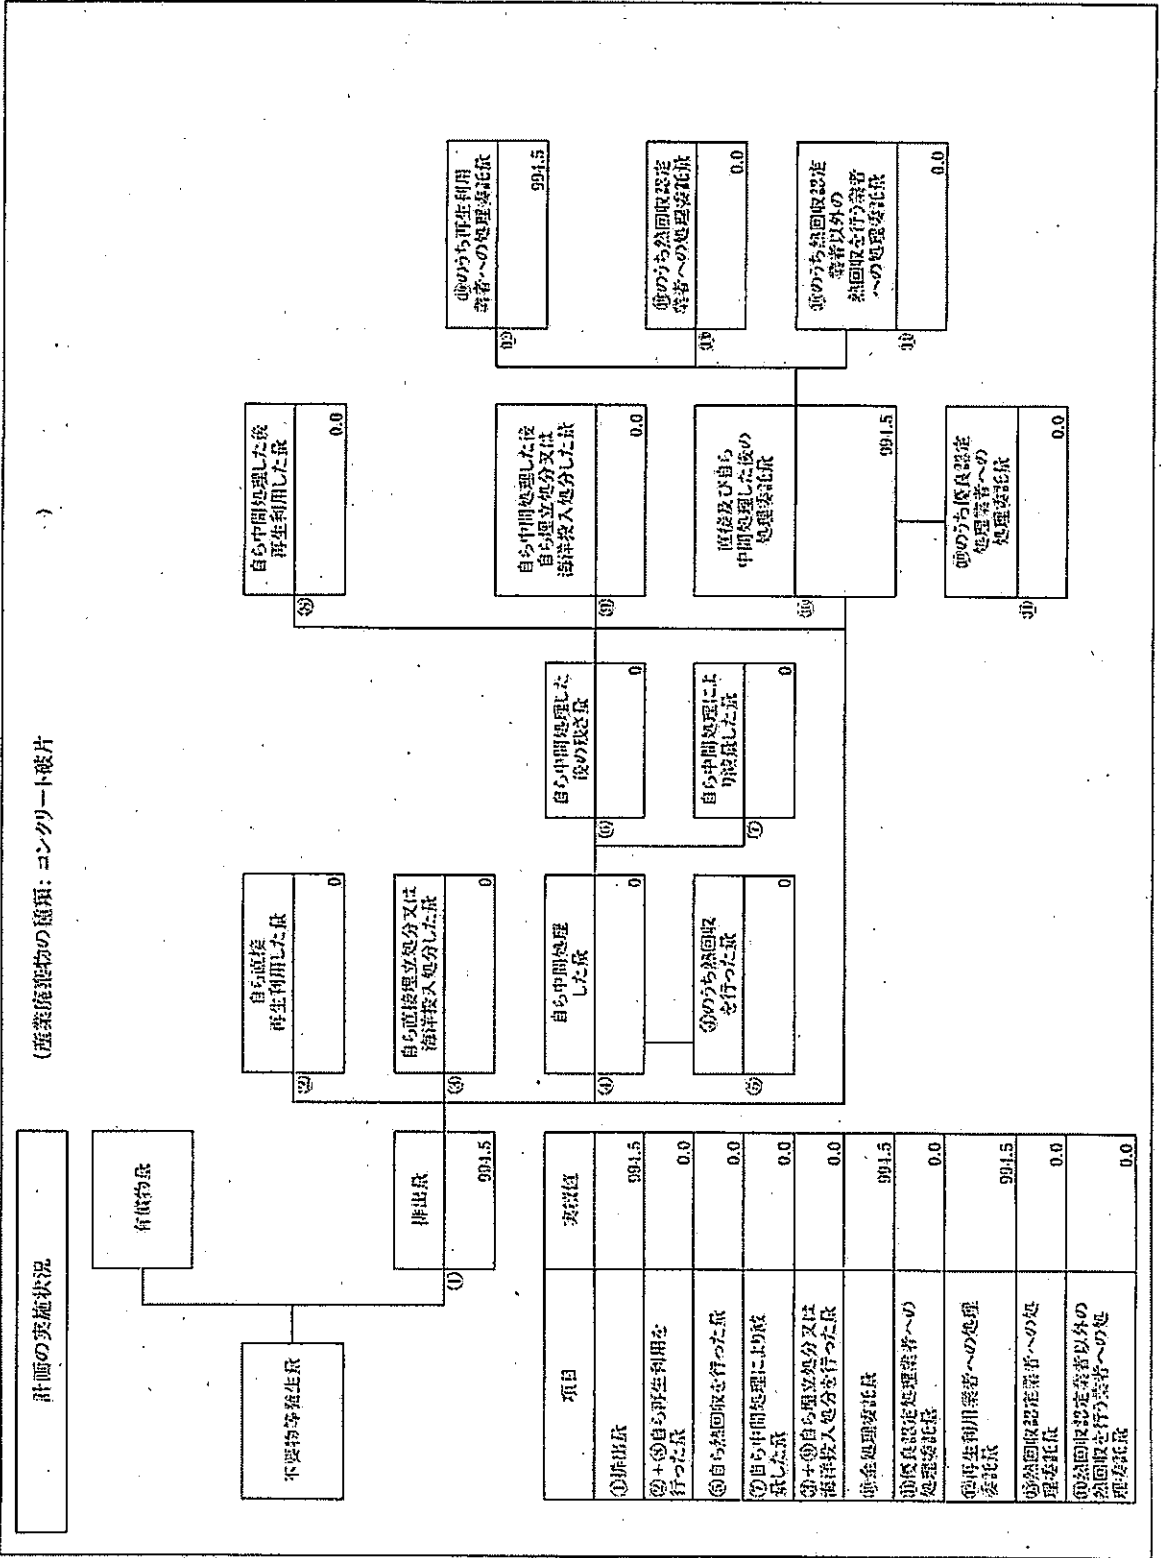 計画の実施状況
(産業廃棄物の種類: コンクリート破片 )
不要物等発生量
有償物量
排出量
①
994.5
自ら直接
再生利用した量
②
0
自ら直接埋立処分又は
海洋投入処分した量
③
0
自ら中間処理
した量
④
0
④のうち熱回収
を行った量
⑤
0
自ら中間処理した
後の残さ量
⑥
0
自ら中間処理によ
り減量した量
⑦
0
自ら中間処理した後
再生利用した量
⑧
0.0
自ら中間処理した後
自ら埋立処分又は
海洋投入処分した量
⑨
0.0
直接及び自ら
中間処理した後の
処理委託量
⑩
994.5
⑩のうち優良認定
処理業者への
処理委託量
⑪
0.0
⑩のうち再生利用
業者への処理委託量
⑫
994.5
⑩のうち熱回収認定
業者への処理委託量
⑬
0.0
⑩のうち熱回収認定
業者以外の
熱回収を行う業者
への処理委託量
⑭
0.0
項目 実績値
①排出量 994.5
②+⑧自ら再生利用を
行った量 0.0
⑤自ら熱回収を行った量 0.0
⑦自ら中間処理により減
量した量 0.0
③+⑨自ら埋立処分又は
海洋投入処分を行った量 0.0
⑩全処理委託量 994.5
⑪優良認定処理業者への
処理委託量 0.0
⑫再生利用業者への処理
委託量 994.5
⑬熱回収認定業者への処
理委託量 0.0
⑭熱回収認定業者以外の
熱回収を行う業者への処
理委託量 0.0